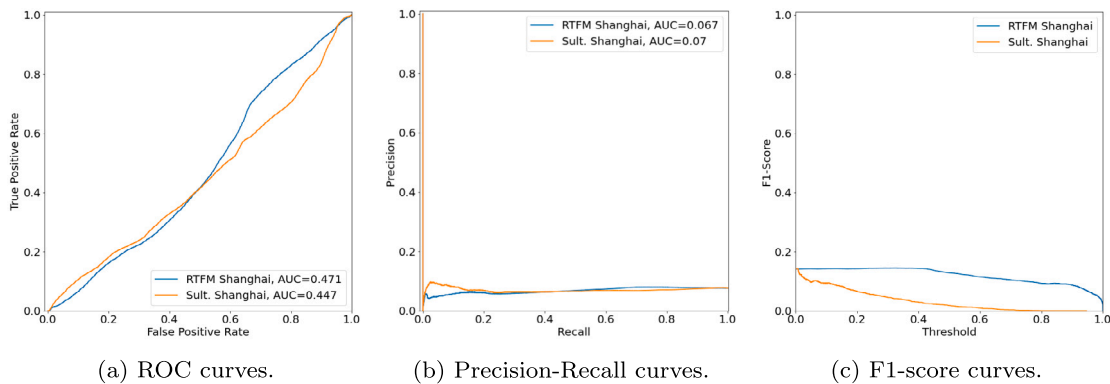 1.0
0.8
0.6
0.4
0.2
0.0
True Positive Rate
0.0 0.2 0.4 0.6 0.8 1.0
False Positive Rate
RTFM Shanghai, AUC=0.471
Sult. Shanghai, AUC=0.447
(a) ROC curves.
1.0
0.8
0.6
0.4
0.2
0.0
Precision
0.0 0.2 0.4 0.6 0.8 1.0
Recall
RTFM Shanghai, AUC=0.067
Sult. Shanghai, AUC=0.07
(b) Precision-Recall curves.
1.0
0.8
0.6
0.4
0.2
0.0
F1-Score
0.0 0.2 0.4 0.6 0.8 1.0
Threshold
RTFM Shanghai
Sult. Shanghai
(c) F1-score curves.